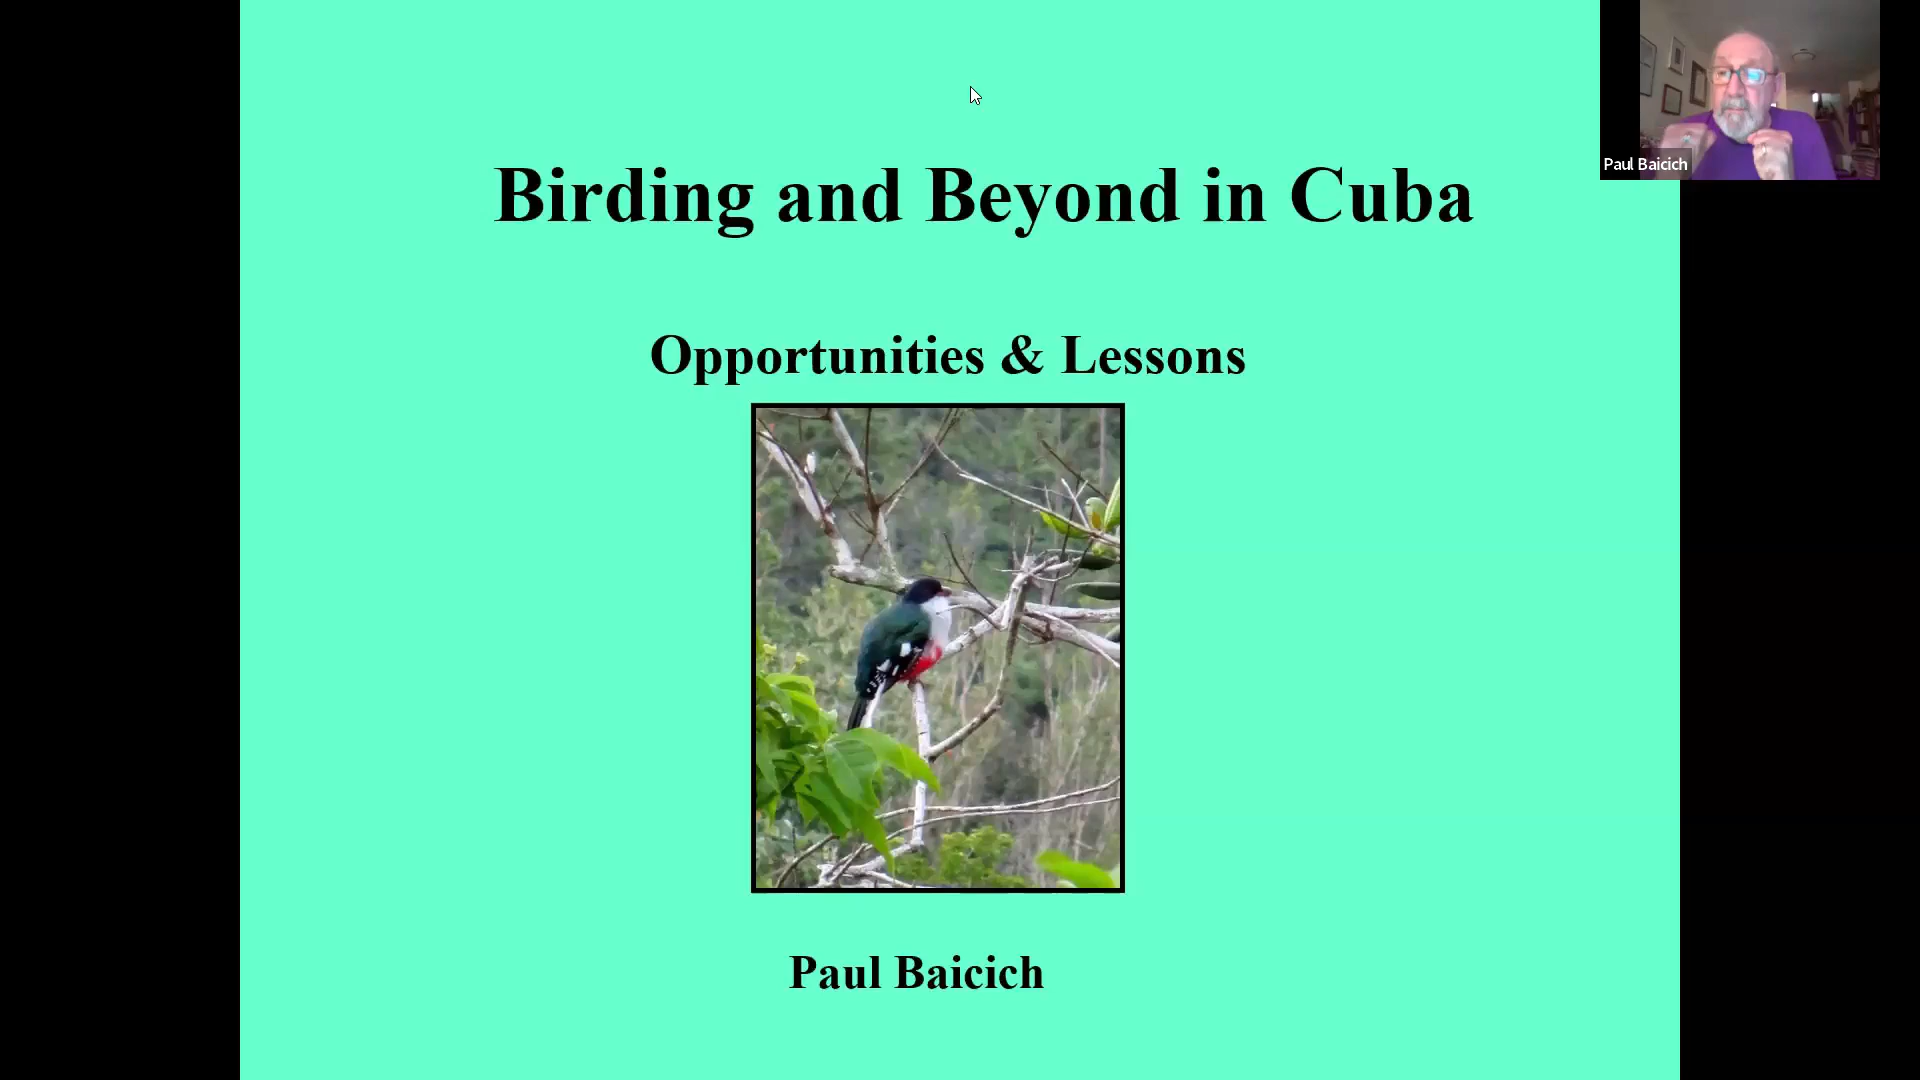 Birding and Beyond in Cuba
Paul Baicich
Opportunities & Lessons
Paul Baicich